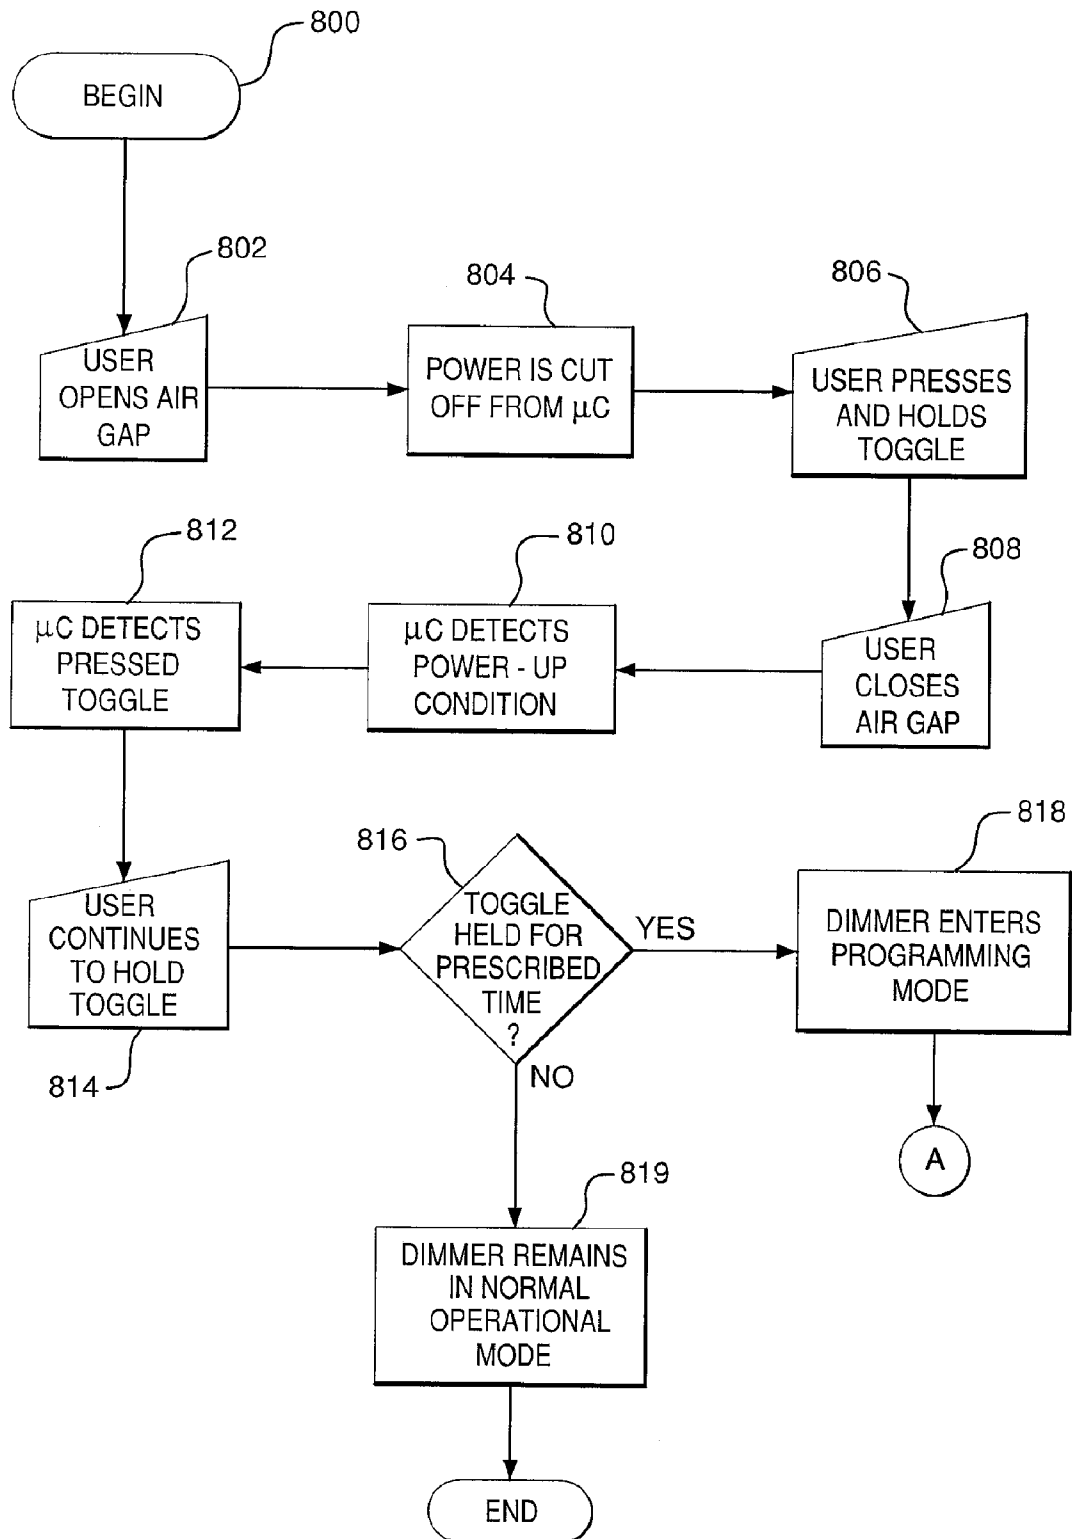 800
BEGIN
802
USER
OPENS AIR
GAP
804
POWER IS CUT
OFF FROM µC
806
USER PRESSES
AND HOLDS
TOGGLE
808
USER
CLOSES
AIR GAP
810
µC DETECTS
POWER - UP
CONDITION
812
µC DETECTS
PRESSED
TOGGLE
USER
CONTINUES
TO HOLD
TOGGLE
814
816
TOGGLE
HELD FOR
PRESCRIBED
TIME
?
YES
NO
818
DIMMER ENTERS
PROGRAMMING
MODE
A
819
DIMMER REMAINS
IN NORMAL
OPERATIONAL
MODE
END